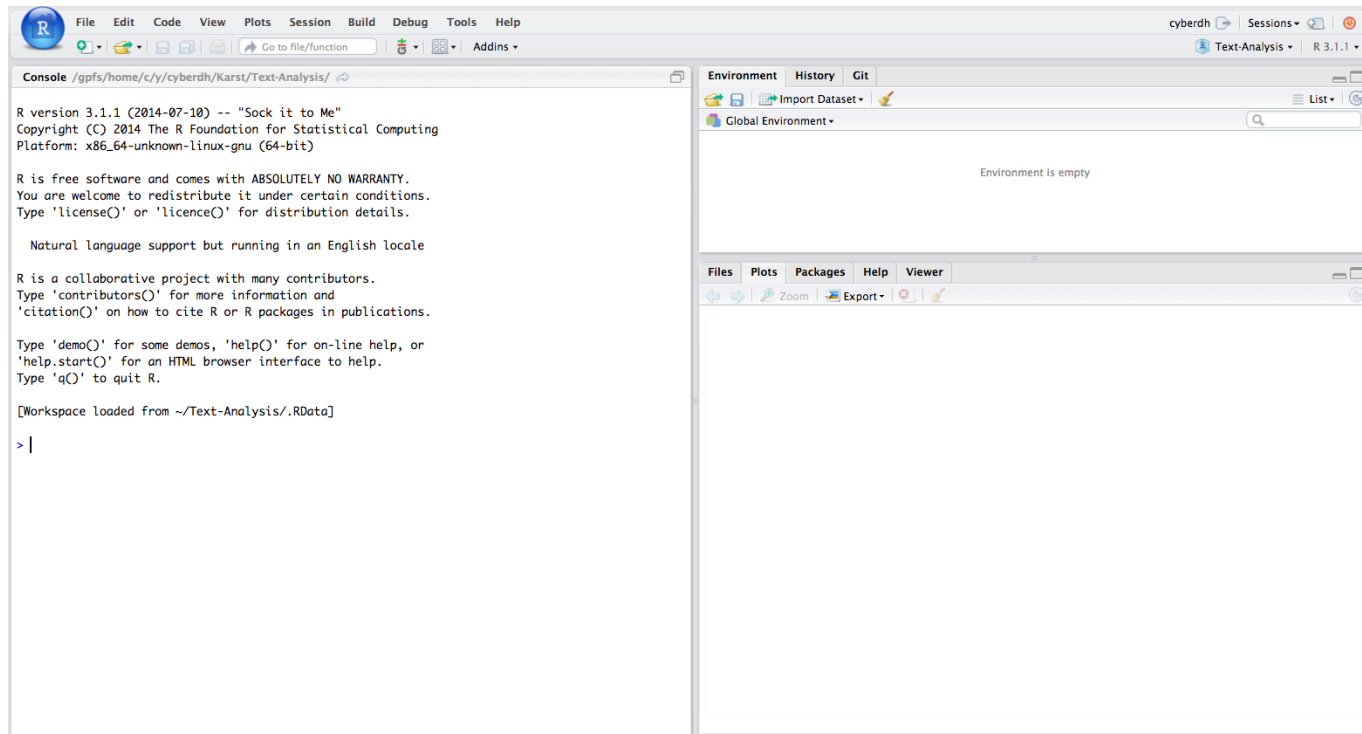 R File Edit Code View Plots Session Build Debug Tools Help
cyberdh Sessions
Go to file/function Addins
Text-Analysis R 3.1.1
Console /gpfs/home/c/y/cyberdh/Karst/Text-Analysis/
R version 3.1.1 (2014-07-10) -- "Sock it to Me"
Copyright (C) 2014 The R Foundation for Statistical Computing
Platform: x86_64-unknown-linux-gnu (64-bit)
R is free software and comes with ABSOLUTELY NO WARRANTY.
You are welcome to redistribute it under certain conditions.
Type 'license()' or 'licence()' for distribution details.
Natural language support but running in an English locale
R is a collaborative project with many contributors.
Type 'contributors()' for more information and
'citation()' on how to cite R or R packages in publications.
Type 'demo()' for some demos, 'help()' for on-line help, or
'help.start()' for an HTML browser interface to help.
Type 'q()' to quit R.
[Workspace loaded from ~/Text-Analysis/.RData]
>
Environment History Git
Import Dataset List
Global Environment
Environment is empty
Files Plots Packages Help Viewer
Zoom Export